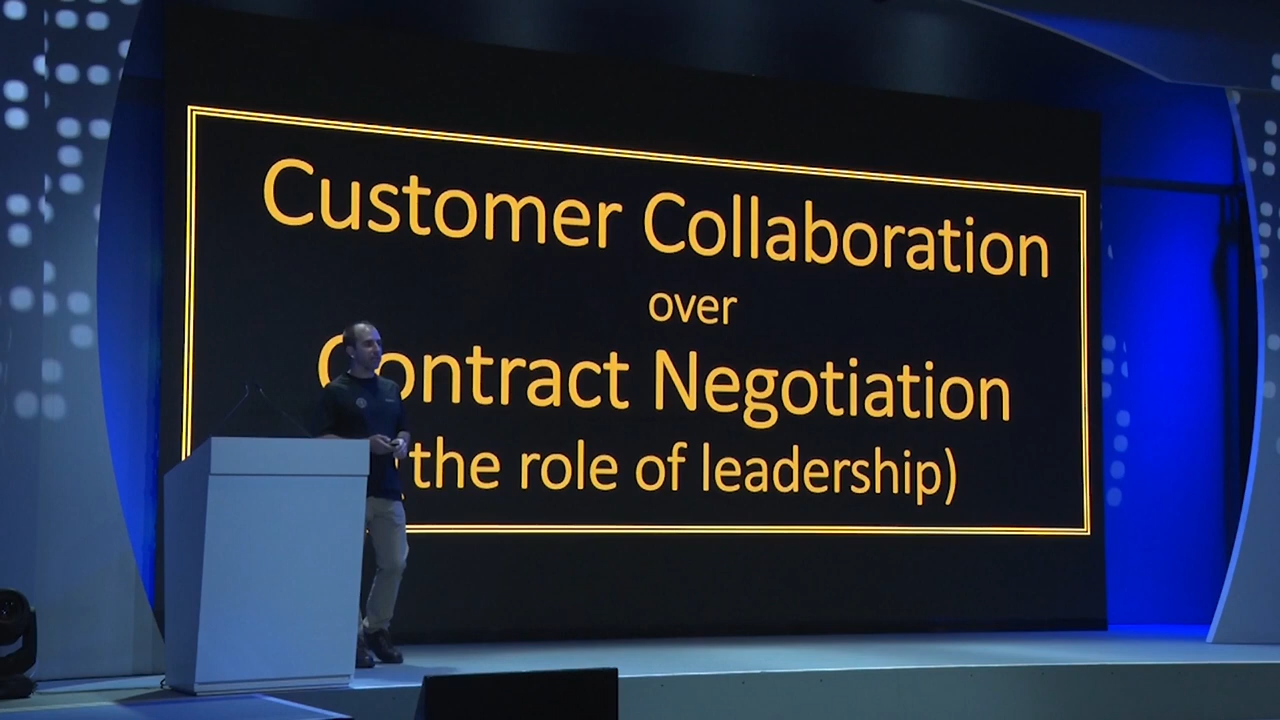 Customer Collaboration
over
Contract Negotiation
(the role of leadership)